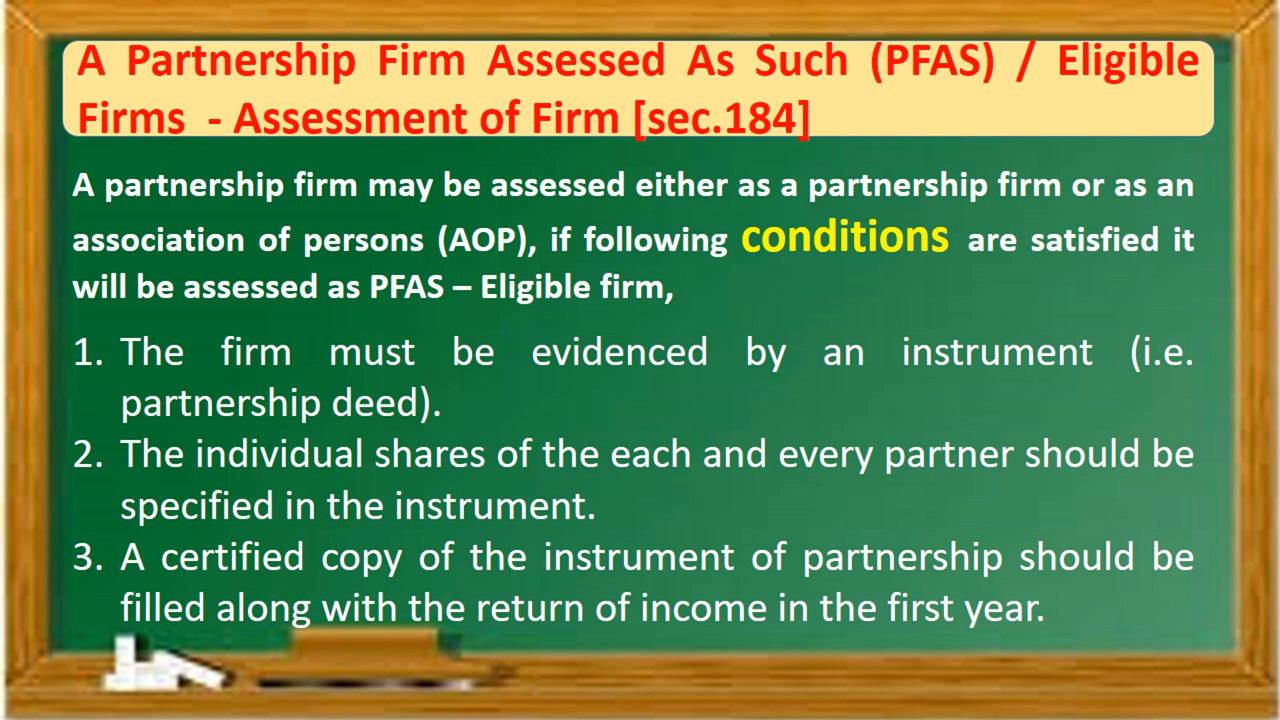 A Partnership Firm Assessed As Such (PFAS) / Eligible
Firms - Assessment of Firm [sec.184]
A partnership firm may be assessed either as a partnership firm or as an
association of persons (AOP), if following conditions are satisfied it
will be assessed as PFAS – Eligible firm,
1. The firm must be evidenced by an instrument (i.e.
partnership deed).
2. The individual shares of the each and every partner should be
specified in the instrument.
3. A certified copy of the instrument of partnership should be
filled along with the return of income in the first year.